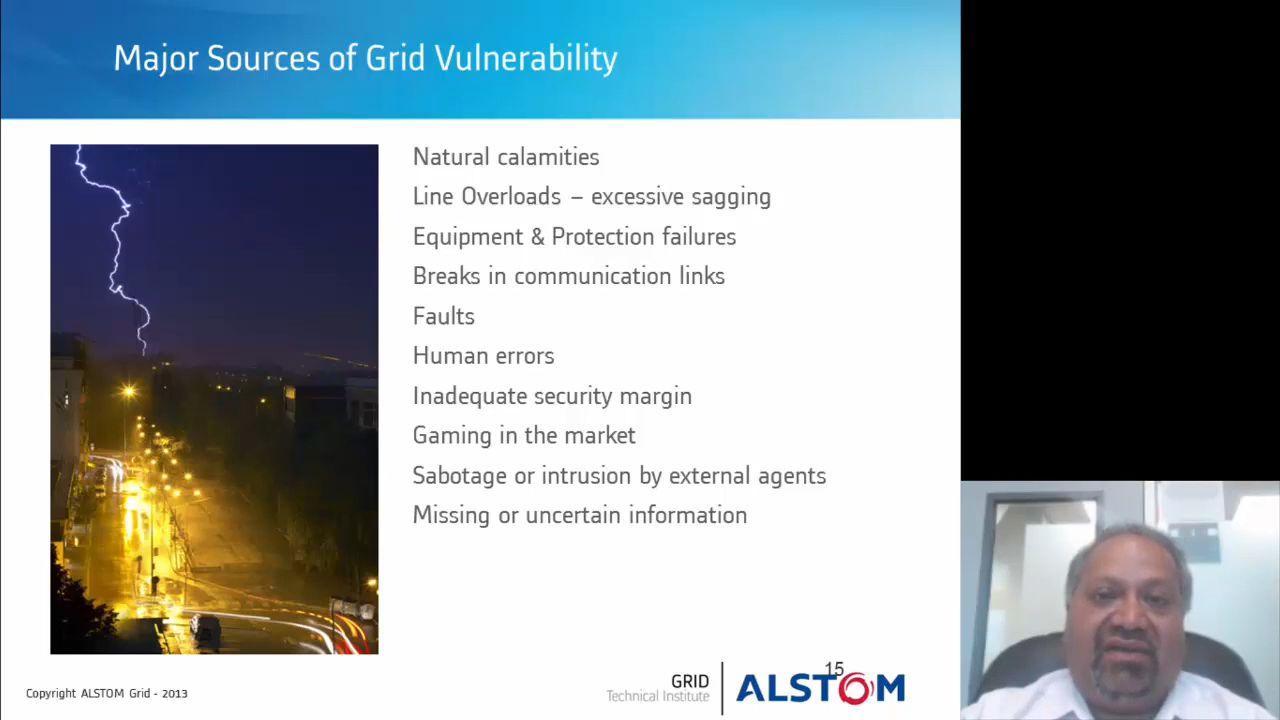 Major Sources of Grid Vulnerability
Natural calamities
Line Overloads – excessive sagging
Equipment & Protection failures
Breaks in communication links
Faults
Human errors
Inadequate security margin
Gaming in the market
Sabotage or intrusion by external agents
Missing or uncertain information
Copyright ALSTOM Grid - 2013
GRID
Technical Institute
ALSTOM
15